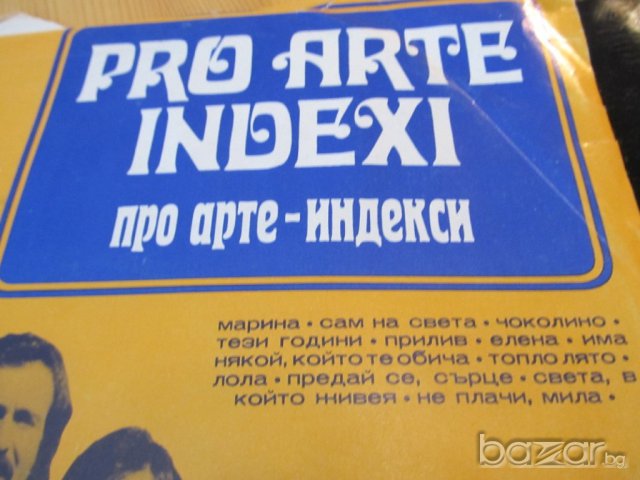 PRO ARTE
INDEXI
про арте-индекси
марина • сам на света • чоколино •
тези години • прилив • елена • има
някой, който те обича • топло лято •
лола • предай се, сърце • света, в
който живея • не плачи, мила •
bazar.bg